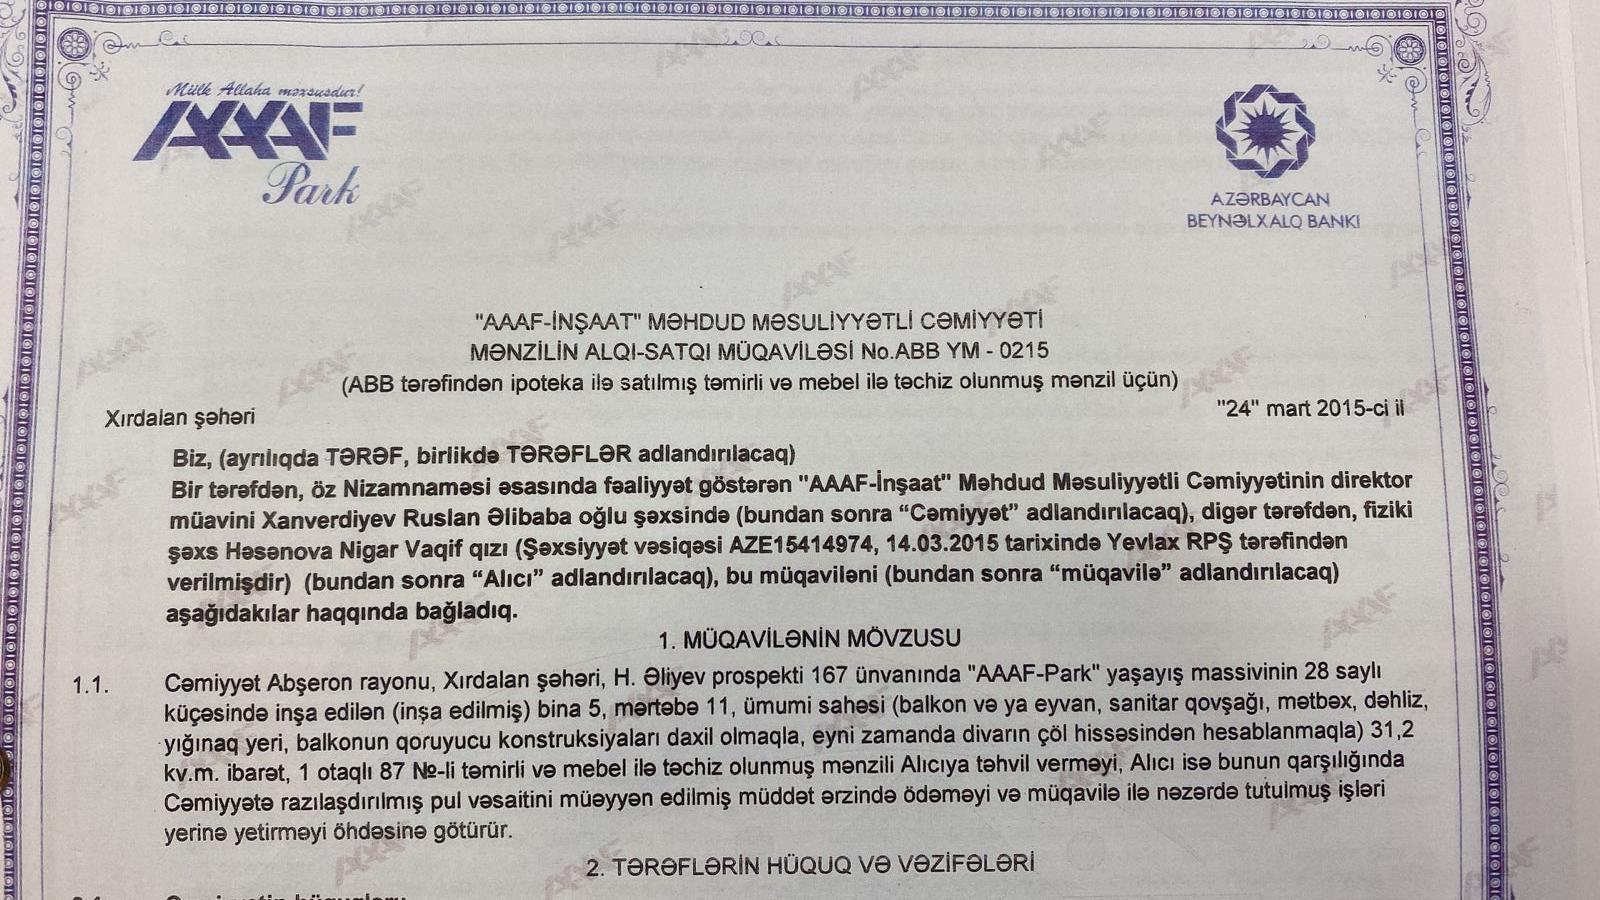 Mülk Allaha məxsusdur!
AAAF
Park
AZƏRBAYCAN
BEYNƏLXALQ BANKI
"AAAF-İNŞAAT" MƏHDUD MƏSULİYYƏTLİ CƏMİYYƏTİ
MƏNZİLİN ALQI-SATQI MÜQAVİLƏSİ No.ABB YM - 0215
(ABB tərəfindən ipoteka ilə satılmış təmirli və mebel ilə təchiz olunmuş mənzil üçün)
Xırdalan şəhəri "24" mart 2015-ci il
Biz, (ayrılıqda TƏRƏF, birlikdə TƏRƏFLƏR adlandırılacaq)
Bir tərəfdən, öz Nizamnaməsi əsasında fəaliyyət göstərən "AAAF-İnşaat" Məhdud Məsuliyyətli Cəmiyyətinin direktor
müavini Xanverdiyev Ruslan Əlibaba oğlu şəxsində (bundan sonra “Cəmiyyət” adlandırılacaq), digər tərəfdən, fiziki
şəxs Həsənova Nigar Vaqif qızı (Şəxsiyyət vəsiqəsi AZE15414974, 14.03.2015 tarixində Yevlax RPŞ tərəfindən
verilmişdir) (bundan sonra “Alıcı” adlandırılacaq), bu müqaviləni (bundan sonra “müqavilə” adlandırılacaq)
aşağıdakılar haqqında bağladıq.
1. MÜQAVİLƏNİN MÖVZUSU
1.1. Cəmiyyət Abşeron rayonu, Xırdalan şəhəri, H. Əliyev prospekti 167 ünvanında "AAAF-Park" yaşayış massivinin 28 saylı
küçəsində inşa edilən (inşa edilmiş) bina 5, mərtəbə 11, ümumi sahəsi (balkon və ya eyvan, sanitar qovşağı, mətbəx, dəhliz,
yığınaq yeri, balkonun qoruyucu konstruksiyaları daxil olmaqla, eyni zamanda divarın çöl hissəsindən hesablanmaqla) 31,2
kv.m. ibarət, 1 otaqlı 87 №-li təmirli və mebel ilə təchiz olunmuş mənzili Alıcıya təhvil verməyi, Alıcı isə bunun qarşılığında
Cəmiyyətə razılaşdırılmış pul vəsaitini müəyyən edilmiş müddət ərzində ödəməyi və müqavilə ilə nəzərdə tutulmuş işləri
yerinə yetirməyi öhdəsinə götürür.
2. TƏRƏFLƏRİN HÜQUQ VƏ VƏZİFƏLƏRİ